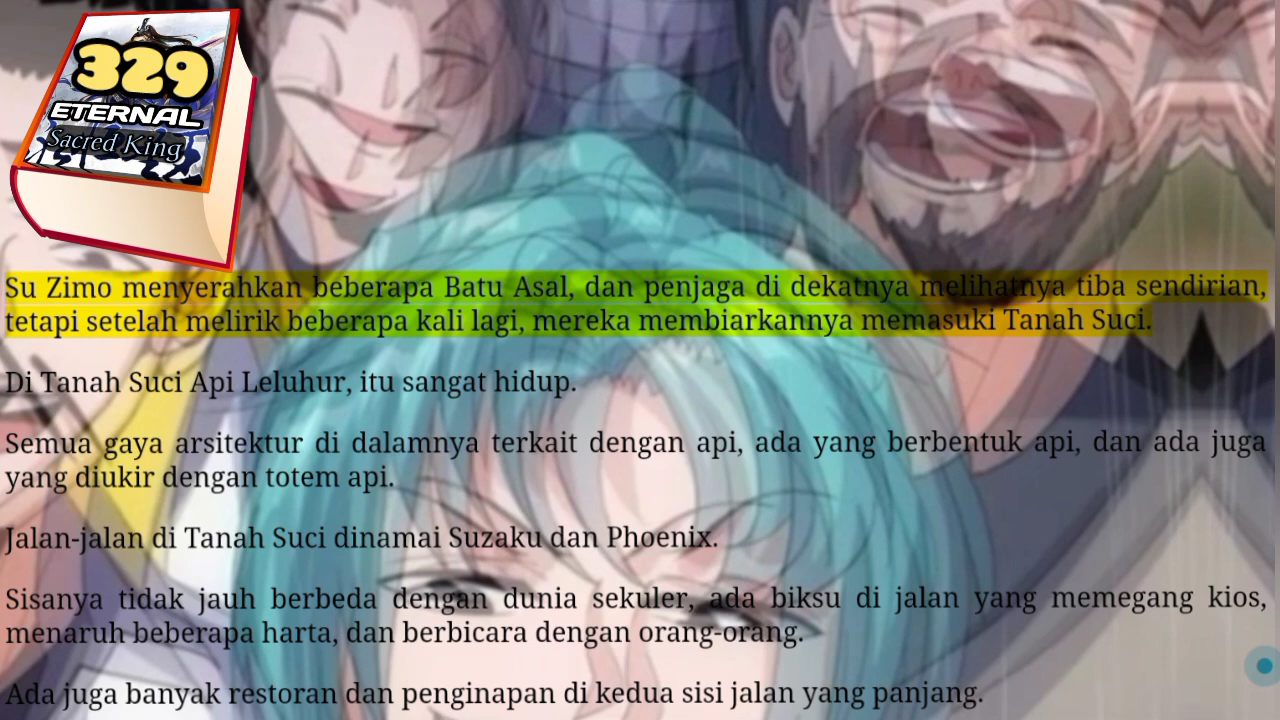 329
ETERNAL
Sacred King
Su Zimo menyerahkan beberapa Batu Asal, dan penjaga di dekatnya melihatnya tiba sendirian,
tetapi setelah melirik beberapa kali lagi, mereka membiarkannya memasuki Tanah Suci.
Di Tanah Suci Api Leluhur, itu sangat hidup.
Semua gaya arsitektur di dalamnya terkait dengan api, ada yang berbentuk api, dan ada juga
yang diukir dengan totem api.
Jalan-jalan di Tanah Suci dinamai Suzaku dan Phoenix.
Sisanya tidak jauh berbeda dengan dunia sekuler, ada biksu di jalan yang memegang kios,
menaruh beberapa harta, dan berbicara dengan orang-orang.
Ada juga banyak restoran dan penginapan di kedua sisi jalan yang panjang.